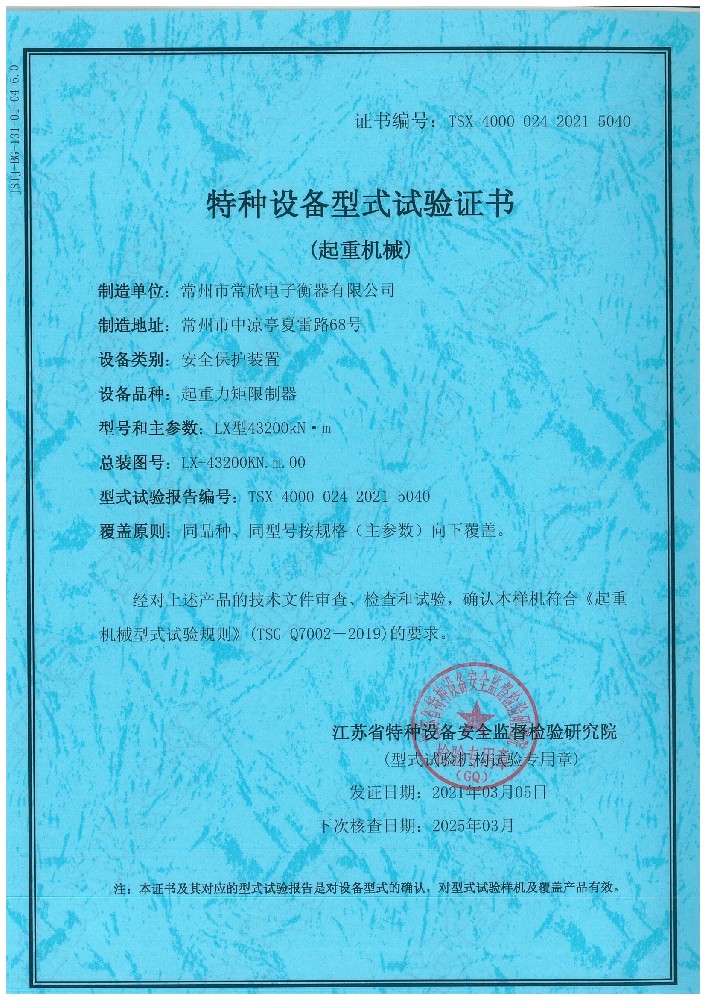 证书编号：TSX 4000 024 2021 5040
特种设备型式试验证书
(起重机械)
制造单位：常州市常欣电子衡器有限公司
制造地址：常州市中凉亭夏雷路68号
设备类别：安全保护装置
设备品种：起重力矩限制器
型号和主参数：LX型43200kN·m
总装图号：LX-43200KN.m.00
型式试验报告编号：TSX 4000 024 2021 5040
覆盖原则：同品种、同型号按规格（主参数）向下覆盖。
经对上述产品的技术文件审查、检查和试验，确认本样机符合《起重
机械型式试验规则》(TSG Q7002－2019)的要求。
江苏省特种设备安全监督检验研究院
(型式试验机构试验专用章)
检验专用章
(GQ)
发证日期：2021年03月05日
下次核查日期：2025年03月
注：本证书及其对应的型式试验报告是对设备型式的确认，对型式试验样机及覆盖产品有效。